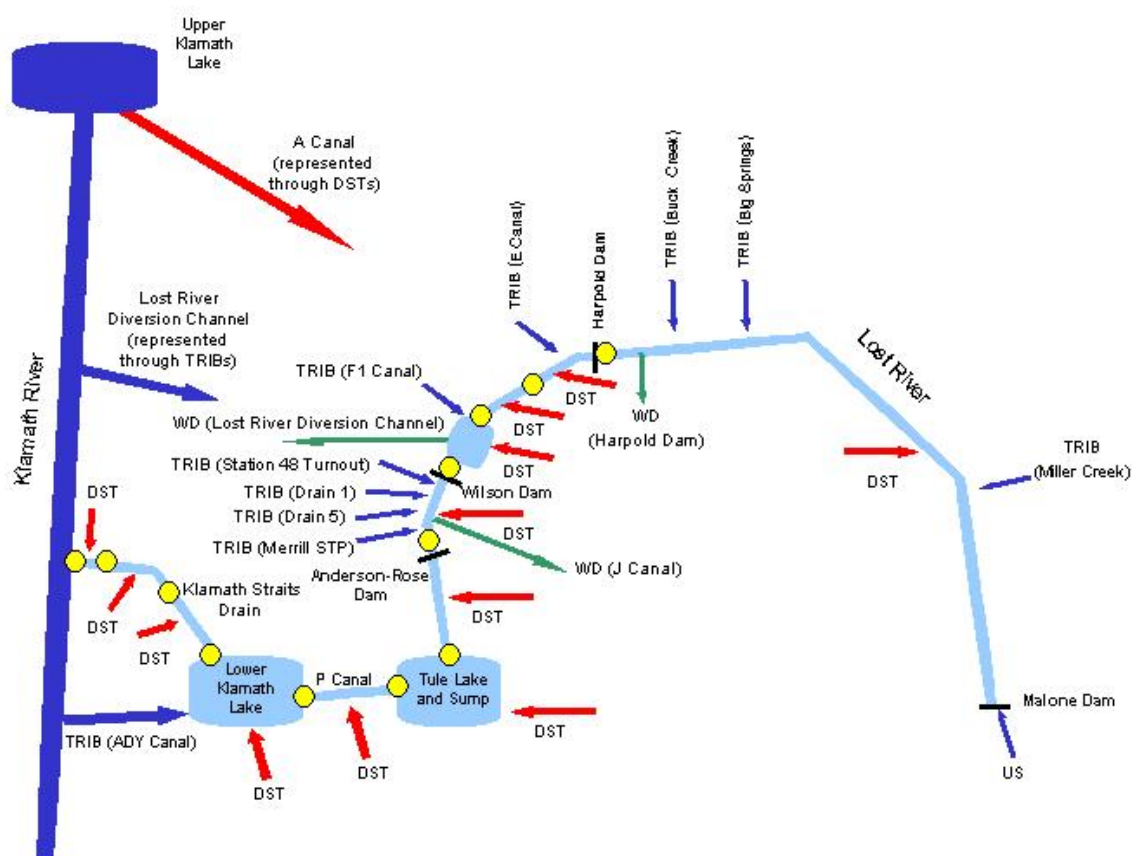 Upper
Klamath
Lake
A Canal
(represented
through DSTs)
Lost River
Diversion Channel
(represented
through TRIBs)
Klamath River
TRIB (E Canal)
Harpold Dam
TRIB (Buck Creek)
TRIB (Big Springs)
Lost River
TRIB (F1 Canal)
DST
WD
(Harpold Dam)
WD (Lost River Diversion Channel)
DST
DST
TRIB
(Miller Creek)
DST
TRIB (Station 48 Turnout)
Wilson Dam
TRIB (Drain 1)
TRIB (Drain 5)
DST
TRIB (Merrill STP)
WD (J Canal)
Anderson-Rose
Dam
DST
DST
Klamath Straits
Drain
DST
DST
DST
Lower
Klamath
Lake
P Canal
Tule Lake
and Sump
Malone Dam
TRIB (ADY Canal)
DST
DST
DST
US